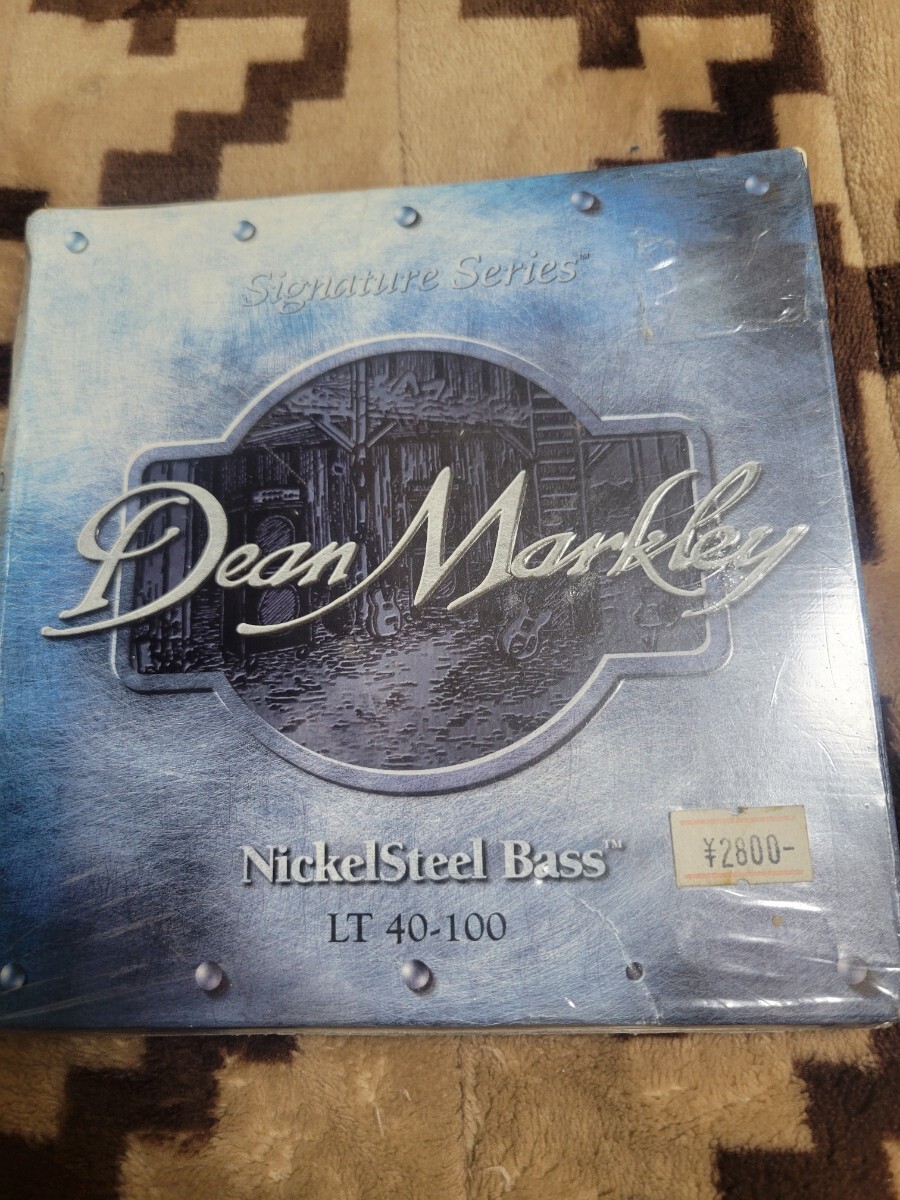 Signature Series™
Dean Markley
NickelSteel Bass™
LT 40-100
¥2800-